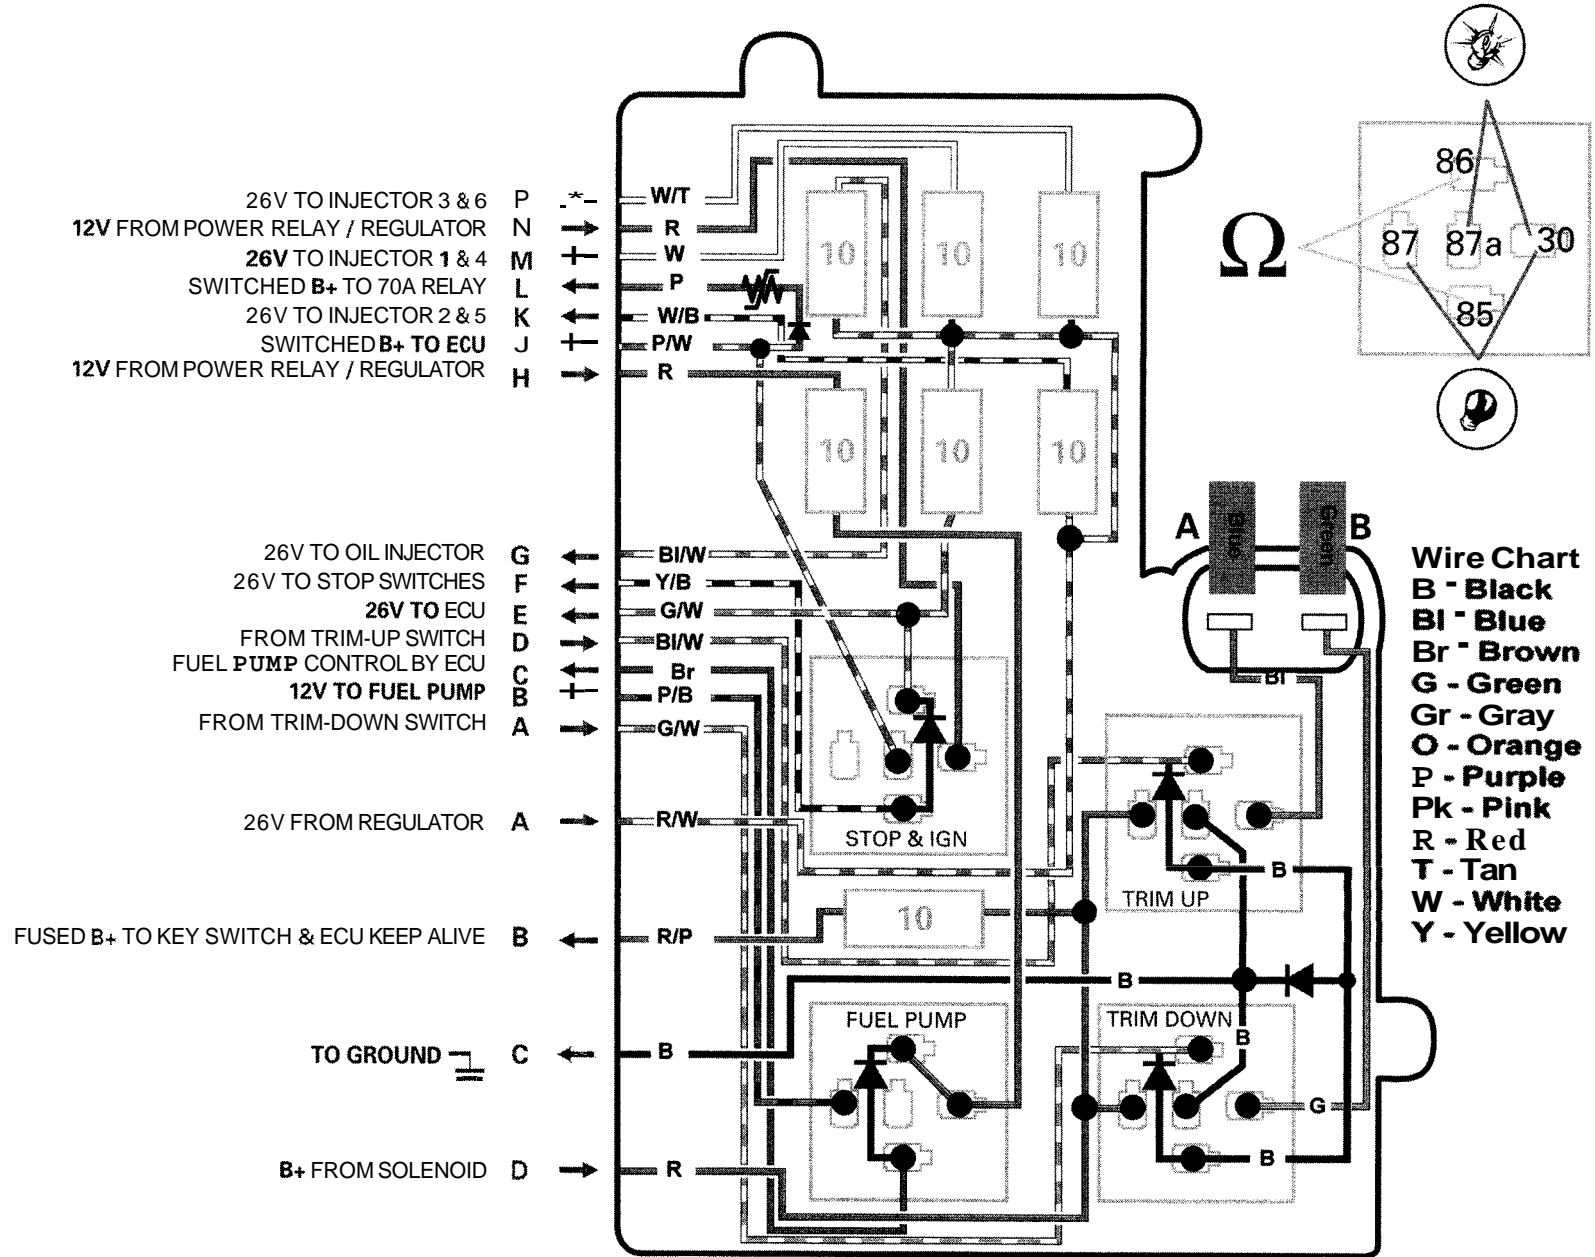 26V TO INJECTOR 3 & 6 P W/T
12V FROM POWER RELAY / REGULATOR N R
26V TO INJECTOR 1 & 4 M W
SWITCHED B+ TO 70A RELAY L P
26V TO INJECTOR 2 & 5 K W/B
SWITCHED B+ TO ECU J P/W
12V FROM POWER RELAY / REGULATOR H R
10 10 10
10 10 10
86
87 87a 30
85
Ω
26V TO OIL INJECTOR G Bl/W
26V TO STOP SWITCHES F Y/B
26V TO ECU E G/W
FROM TRIM-UP SWITCH D Bl/W
FUEL PUMP CONTROL BY ECU C Br
12V TO FUEL PUMP B P/B
FROM TRIM-DOWN SWITCH A G/W
26V FROM REGULATOR A R/W
FUSED B+ TO KEY SWITCH & ECU KEEP ALIVE B R/P
TO GROUND C B
B+ FROM SOLENOID D R
STOP & IGN
10
FUEL PUMP
TRIM UP
TRIM DOWN
B
B
B
B
G
Bl
A Blue Green B
Wire Chart
B - Black
Bl - Blue
Br - Brown
G - Green
Gr - Gray
O - Orange
P - Purple
Pk - Pink
R - Red
T - Tan
W - White
Y - Yellow